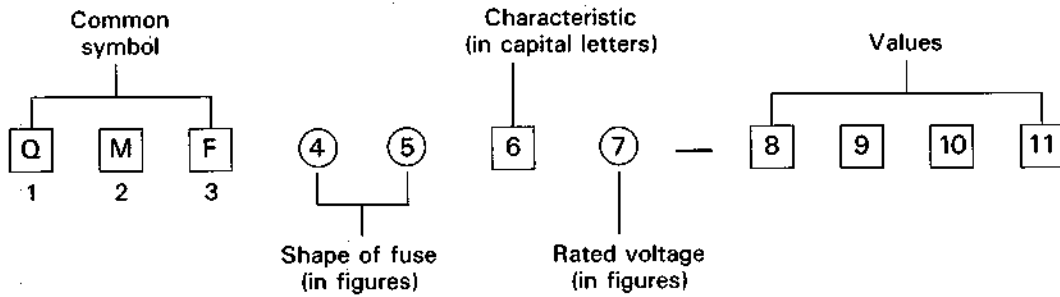 Common
symbol
Characteristic
(in capital letters)
Values
Q M F 4 5 6 7 — 8 9 10 11
1 2 3
Shape of fuse
(in figures)
Rated voltage
(in figures)